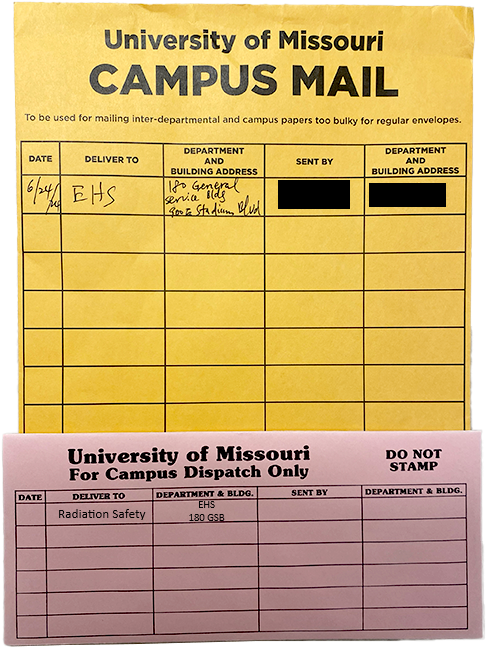 University of Missouri
CAMPUS MAIL
To be used for mailing inter-departmental and campus papers too bulky for regular envelopes.
DATE DELIVER TO DEPARTMENT AND BUILDING ADDRESS SENT BY DEPARTMENT AND BUILDING ADDRESS
6/24/24 EHS 180 General
service Bldg
900 E Stadium Blvd
University of Missouri
For Campus Dispatch Only
DO NOT
STAMP
DATE DELIVER TO DEPARTMENT & BLDG. SENT BY DEPARTMENT & BLDG.
Radiation Safety EHS
180 GSB